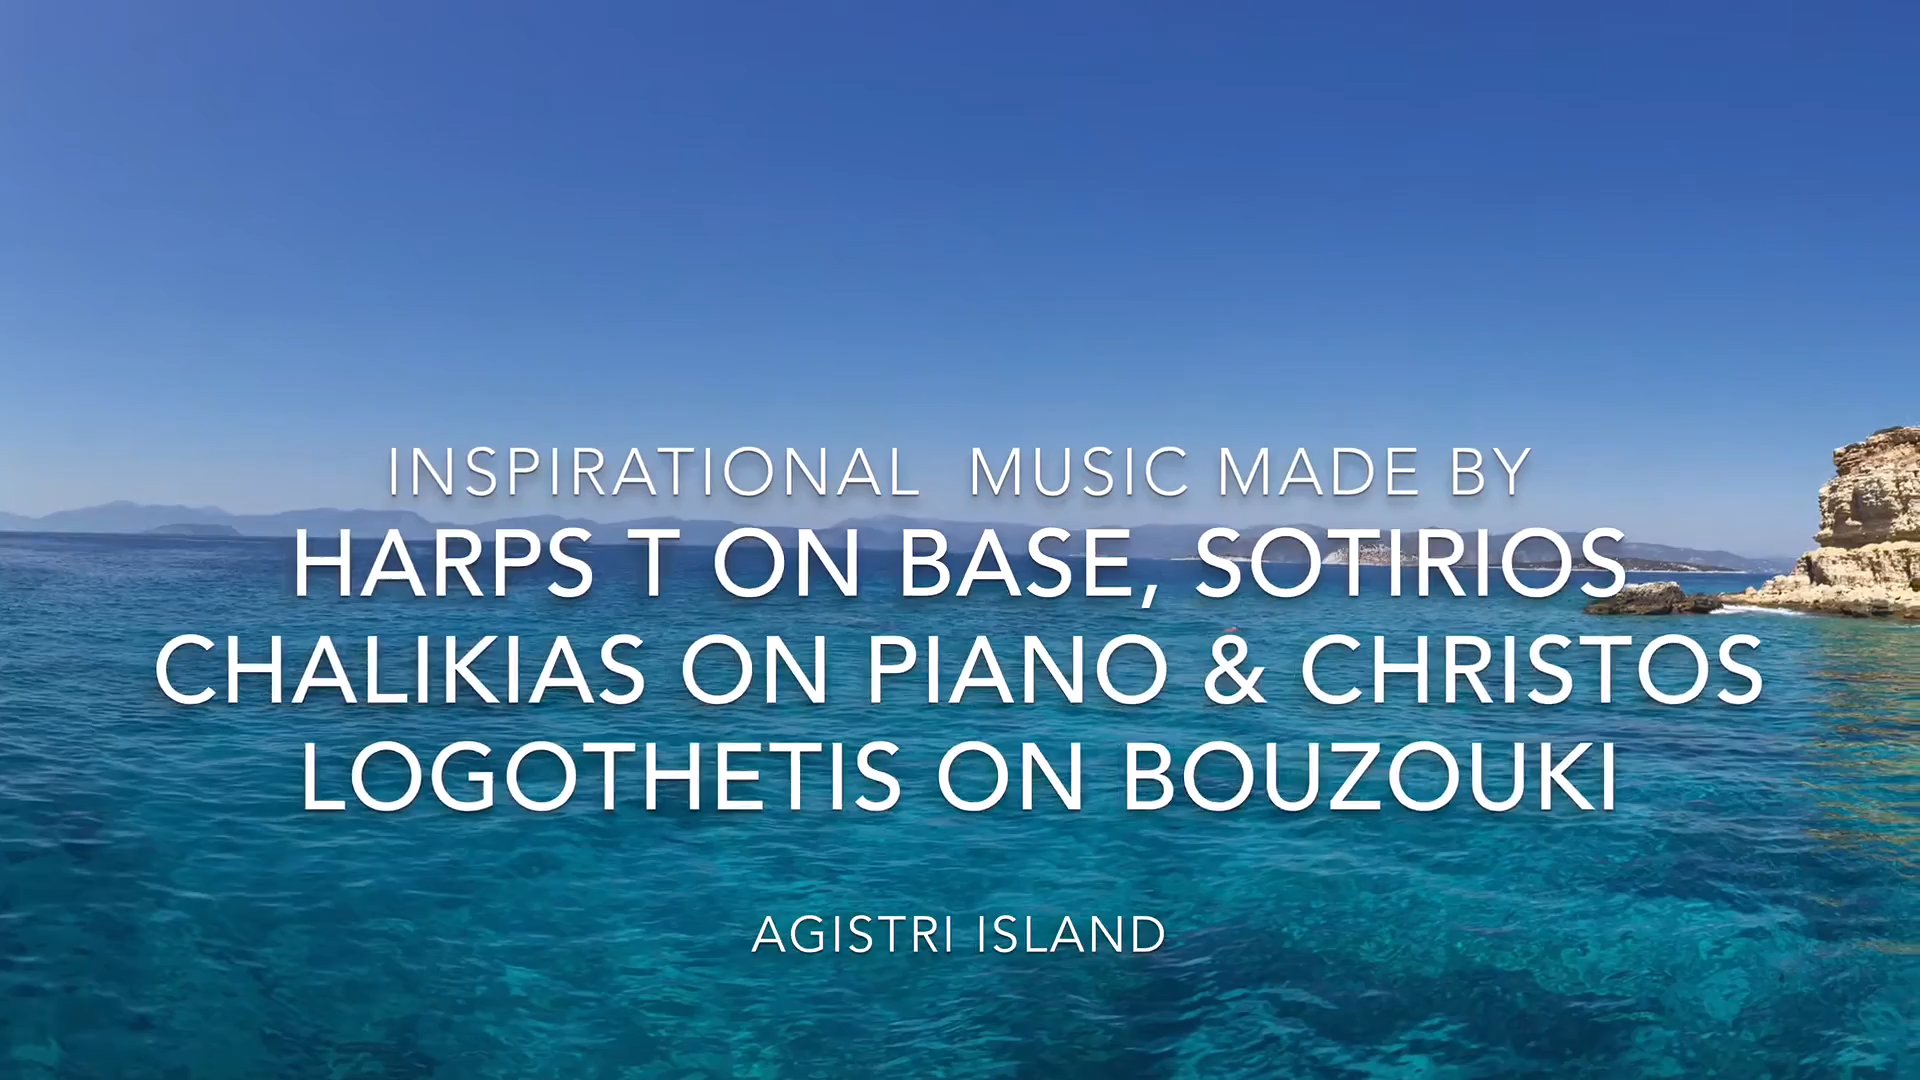 INSPIRATIONAL  MUSIC MADE BY
HARPS T ON BASE, SOTIRIOS
CHALIKIAS ON PIANO & CHRISTOS
LOGOTHETIS ON BOUZOUKI
AGISTRI ISLAND